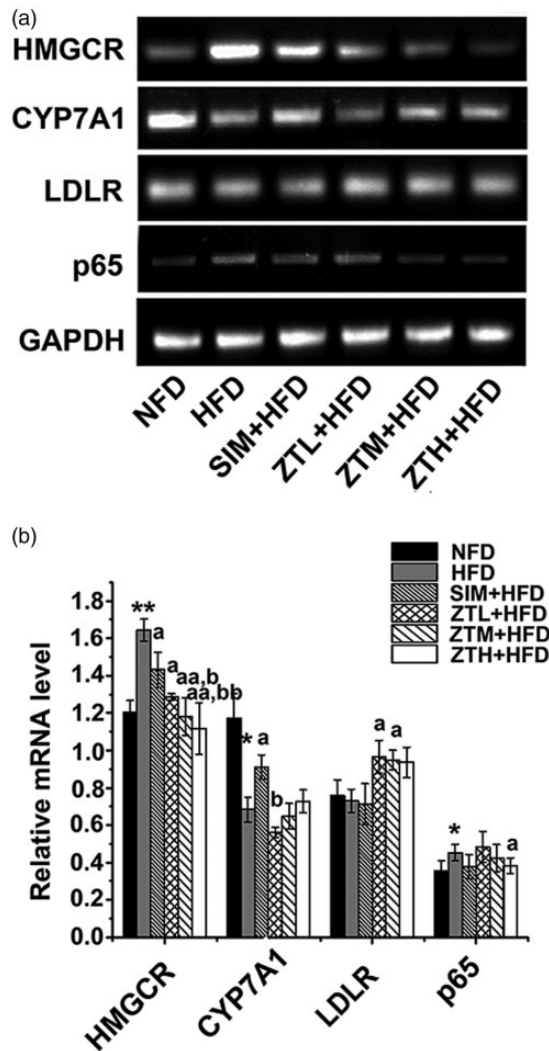 (a)
HMGCR
CYP7A1
LDLR
p65
GAPDH
NFD HFD SIM+HFD ZTL+HFD ZTM+HFD ZTH+HFD
(b)
NFD
HFD
SIM+HFD
ZTL+HFD
ZTM+HFD
ZTH+HFD
Relative mRNA level
1.8
1.6
1.4
1.2
1.0
0.8
0.6
0.4
0.2
0.0
** a a aa,b aa,bb
* a b
a a
* a
HMGCR CYP7A1 LDLR p65